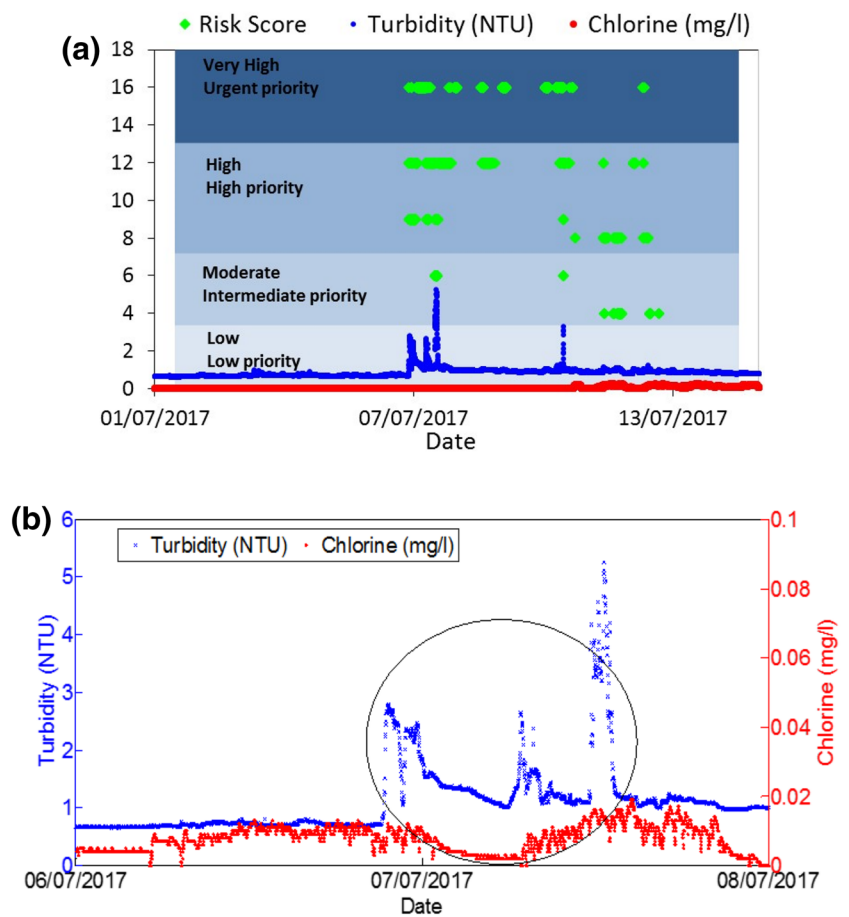 Risk Score Turbidity (NTU) Chlorine (mg/l)
(a)
18
16
14
12
10
8
6
4
2
0
Very High
Urgent priority
High
High priority
Moderate
Intermediate priority
Low
Low priority
01/07/2017 07/07/2017 13/07/2017
Date
(b)
Turbidity (NTU) Chlorine (mg/l)
Turbidity (NTU)
6
5
4
3
2
1
0
0.1
0.08
0.06
0.04
0.02
0
Chlorine (mg/l)
06/07/2017 07/07/2017 08/07/2017
Date